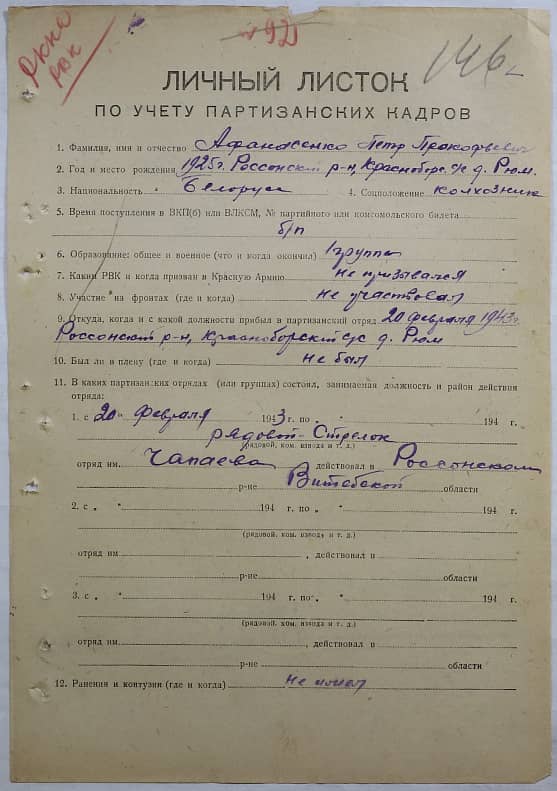 92
146
ЛИЧНЫЙ ЛИСТОК
ПО УЧЕТУ ПАРТИЗАНСКИХ КАДРОВ
1. Фамилия, имя и отчество Афанасенко Петр Прокофьевич
2. Год и место рождения 1925 г. Россонский р-н, Красноборс. с/с д. Рюм.
3. Национальность Белорус 4. Соцположение колхозник
5. Время поступления в ВКП(б) или ВЛКСМ, № партийного или комсомольского билета
б/п
6. Образование: общее и военное (что и когда окончил) 1 группа
7. Каким РВК и когда призван в Красную Армию не призывался
8. Участие на фронтах (где и когда) не участвовал
9. Откуда, когда и с какой должности прибыл в партизанский отряд 20 февраля 1943 г.
Россонский р-н, Красноборский с/с д. Рюм
10. Был ли в плену (где и когда) не был
11. В каких партизанских отрядах (или группах) состоял, занимаемая должность и район действия
отряда:
1. с „20“ февраля 1943 г. по „ “ 194 г.
рядовой-Стрелок
(рядовой, ком. взвода и т. д.)
отряд им. Чапаева действовал в Россонском
р-не Витебской области
2. с „ “ 194 г. по „ “ 194 г.
(рядовой, ком. взвода и т. д.)
отряд им. , действовал в
р-не области
3. с „ “ 194 г. по „ “ 194 г.
(рядовой, ком. взвода и т. д.)
отряд им. , действовал в
р-не области
12. Ранения и контузии (где и когда) не имел